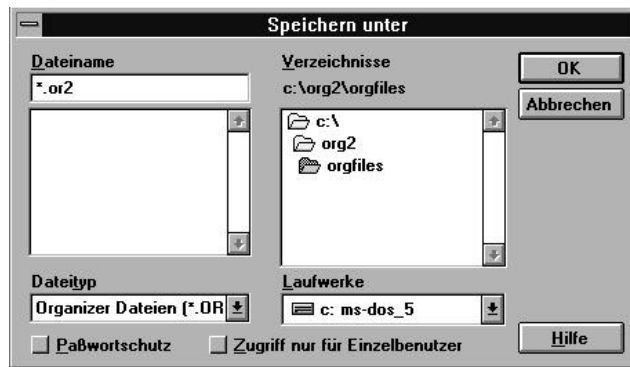 Speichern unter
Dateiname
*.or2
Verzeichnisse
c:\org2\orgfiles
c:\
org2
orgfiles
OK
Abbrechen
Dateityp
Organizer Dateien (*.OR
Laufwerke
c: ms-dos_5
Paßwortschutz
Zugriff nur für Einzelbenutzer
Hilfe